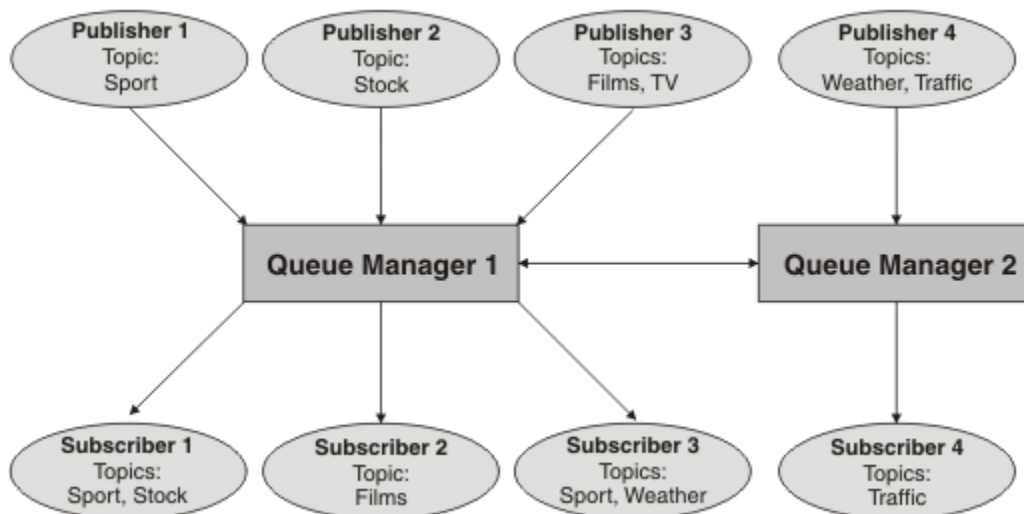 Publisher 1
Topic:
Sport
Publisher 2
Topic:
Stock
Publisher 3
Topics:
Films, TV
Publisher 4
Topics:
Weather, Traffic
Queue Manager 1
Queue Manager 2
Subscriber 1
Topics:
Sport, Stock
Subscriber 2
Topic:
Films
Subscriber 3
Topics:
Sport, Weather
Subscriber 4
Topics:
Traffic